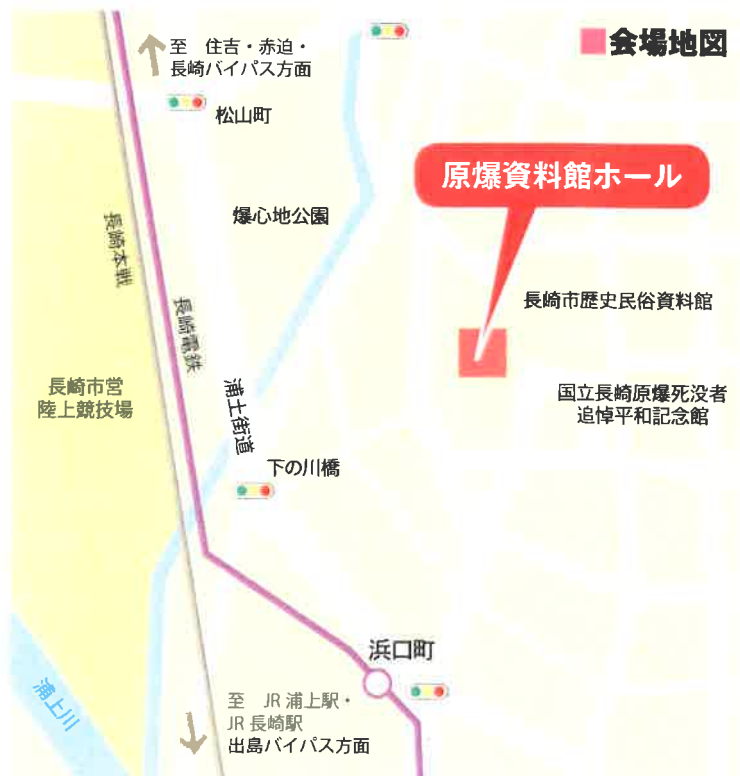 ■会場地図
至 住吉・赤迫・
長崎バイパス方面
松山町
原爆資料館ホール
爆心地公園
長崎本戦
長崎電鉄
長崎市歴史民俗資料館
長崎市営
陸上競技場
国立長崎原爆死没者
追悼平和記念館
浦土街道
下の川橋
浜口町
浦上川
至 JR 浦上駅・
JR 長崎駅
出島バイパス方面